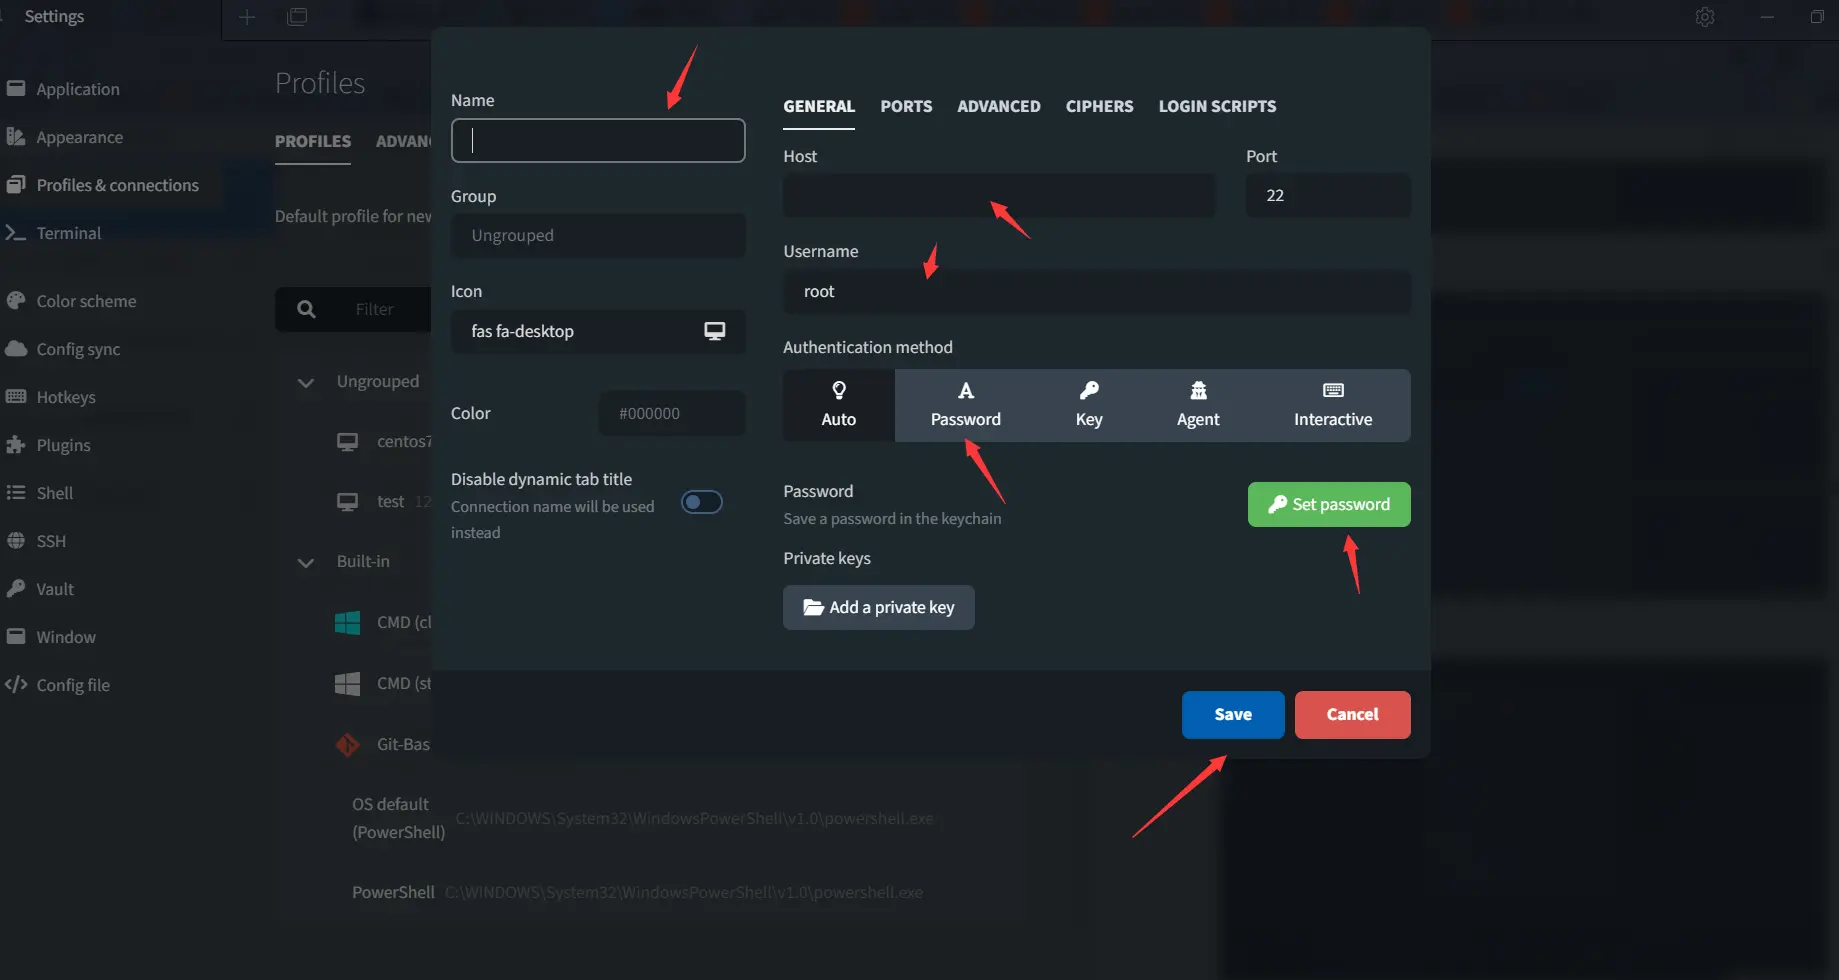 Settings
Application
Appearance
Profiles & connections
Terminal
Color scheme
Config sync
Hotkeys
Plugins
Shell
SSH
Vault
Window
Config file
Profiles
PROFILES ADVAN
Default profile for new
Filter
Ungrouped
centos7
test 12
Built-in
CMD (cl
CMD (st
Git-Bas
OS default
(PowerShell)
C:\WINDOWS\System32\WindowsPowerShell\v1.0\powershell.exe
PowerShell C:\WINDOWS\System32\WindowsPowerShell\v1.0\powershell.exe
Name
Group
Ungrouped
Icon
fas fa-desktop
Color #000000
Disable dynamic tab title
Connection name will be used
instead
GENERAL PORTS ADVANCED CIPHERS LOGIN SCRIPTS
Host Port
22
Username
root
Authentication method
Auto Password Key Agent Interactive
Password
Save a password in the keychain
Set password
Private keys
Add a private key
Save Cancel